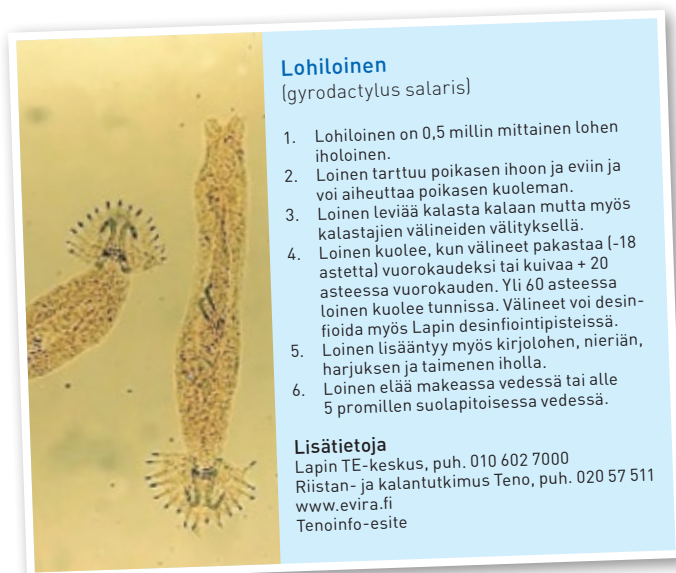 Lohiloinen
(gyrodactylus salaris)
1. Lohiloinen on 0,5 millin mittainen lohen
iholoinen.
2. Loinen tarttuu poikasen ihoon ja eviin ja
voi aiheuttaa poikasen kuoleman.
3. Loinen leviää kalasta kalaan mutta myös
kalastajien välineiden välityksellä.
4. Loinen kuolee, kun välineet pakastaa (-18
astetta) vuorokaudeksi tai kuivaa + 20
asteessa vuorokauden. Yli 60 asteessa
loinen kuolee tunnissa. Välineet voi desin-
fioida myös Lapin desinfiointipisteissä.
5. Loinen lisääntyy myös kirjolohen, nieriän,
harjuksen ja taimenen iholla.
6. Loinen elää makeassa vedessä tai alle
5 promillen suolapitoisessa vedessä.
Lisätietoja
Lapin TE-keskus, puh. 010 602 7000
Riistan- ja kalantutkimus Teno, puh. 020 57 511
www.evira.fi
Tenoinfo-esite